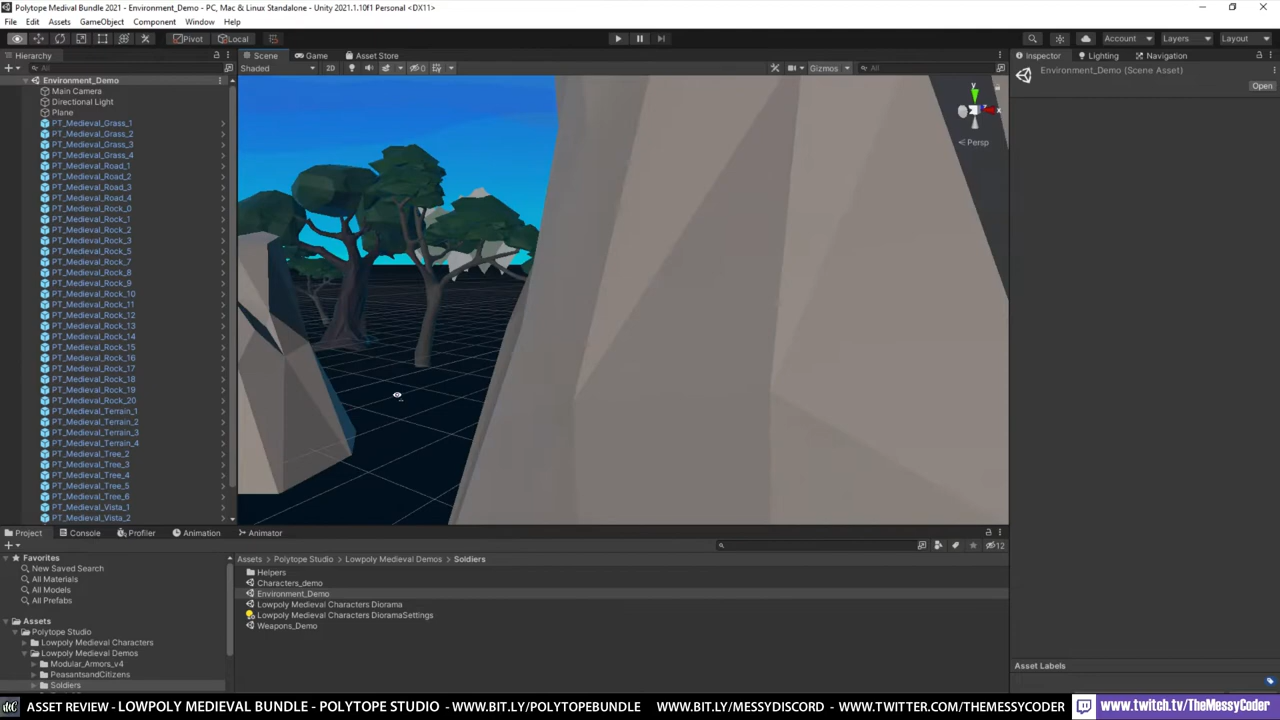 Polytope Medival Bundle 2021 - Environment_Demo - PC, Mac & Linux Standalone - Unity 2021.1.10f1 Personal <DX11>
File Edit Assets GameObject Component Window Help
Pivot Local Account Layers Layout
Hierarchy Scene Game Asset Store Inspector Lighting Navigation
All Shaded 2D 0 Gizmos All
Environment_Demo (Scene Asset)
Open
Environment_Demo
Main Camera
Directional Light
Plane
PT_Medieval_Grass_1
PT_Medieval_Grass_2
PT_Medieval_Grass_3
PT_Medieval_Grass_4
PT_Medieval_Road_1
PT_Medieval_Road_2
PT_Medieval_Road_3
PT_Medieval_Road_4
PT_Medieval_Rock_0
PT_Medieval_Rock_1
PT_Medieval_Rock_2
PT_Medieval_Rock_3
PT_Medieval_Rock_5
PT_Medieval_Rock_7
PT_Medieval_Rock_8
PT_Medieval_Rock_9
PT_Medieval_Rock_10
PT_Medieval_Rock_11
PT_Medieval_Rock_12
PT_Medieval_Rock_13
PT_Medieval_Rock_14
PT_Medieval_Rock_15
PT_Medieval_Rock_16
PT_Medieval_Rock_17
PT_Medieval_Rock_18
PT_Medieval_Rock_19
PT_Medieval_Rock_20
PT_Medieval_Terrain_1
PT_Medieval_Terrain_2
PT_Medieval_Terrain_3
PT_Medieval_Terrain_4
PT_Medieval_Tree_2
PT_Medieval_Tree_3
PT_Medieval_Tree_4
PT_Medieval_Tree_5
PT_Medieval_Tree_6
PT_Medieval_Vista_1
PT_Medieval_Vista_2
y
x
Persp
Project Console Profiler Animation Animator
12
Favorites
New Saved Search
All Materials
All Models
All Prefabs
Assets
Polytope Studio
Lowpoly Medieval Characters
Lowpoly Medieval Demos
Modular_Armors_v4
PeasantsandCitizens
Soldiers
Assets Polytope Studio Lowpoly Medieval Demos Soldiers
Helpers
Characters_demo
Environment_Demo
Lowpoly Medieval Characters Diorama
Lowpoly Medieval Characters DioramaSettings
Weapons_Demo
Asset Labels
ASSET REVIEW - LOWPOLY MEDIEVAL BUNDLE - POLYTOPE STUDIO - WWW.BIT.LY/POLYTOPEBUNDLE - WWW.BIT.LY/MESSYDISCORD - WWW.TWITTER.COM/THEMESSYCODER
www.twitch.tv/TheMessyCoder